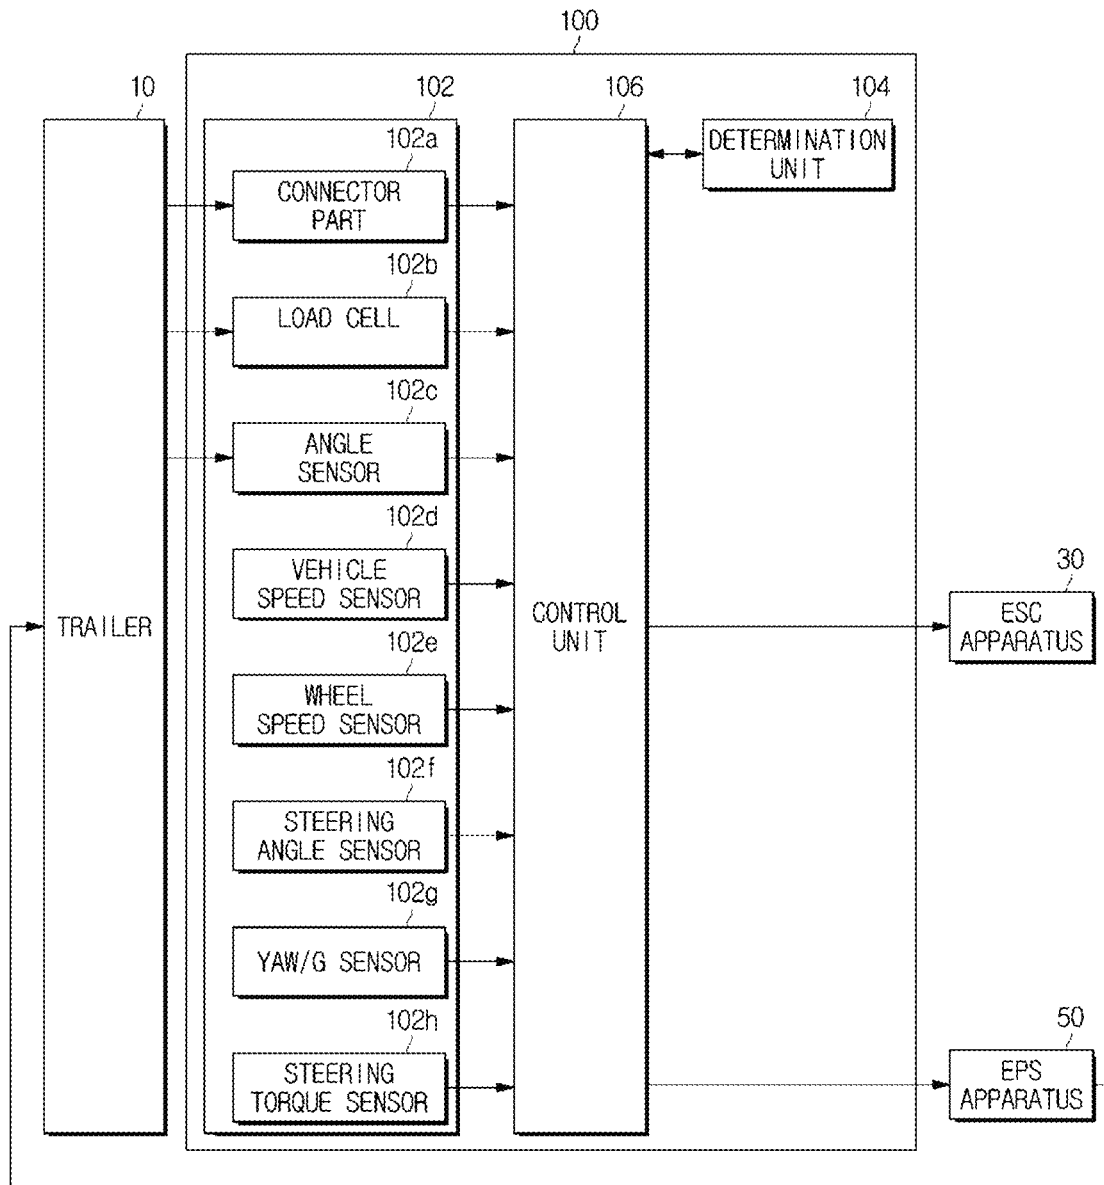 100
10
102
106
104
102a
DETERMINATION
UNIT
CONNECTOR
PART
102b
LOAD CELL
102c
ANGLE
SENSOR
102d
VEHICLE
SPEED SENSOR
30
ESC
APPARATUS
TRAILER
CONTROL
UNIT
102e
WHEEL
SPEED SENSOR
102f
STEERING
ANGLE SENSOR
102g
YAW/G SENSOR
102h
STEERING
TORQUE SENSOR
50
EPS
APPARATUS